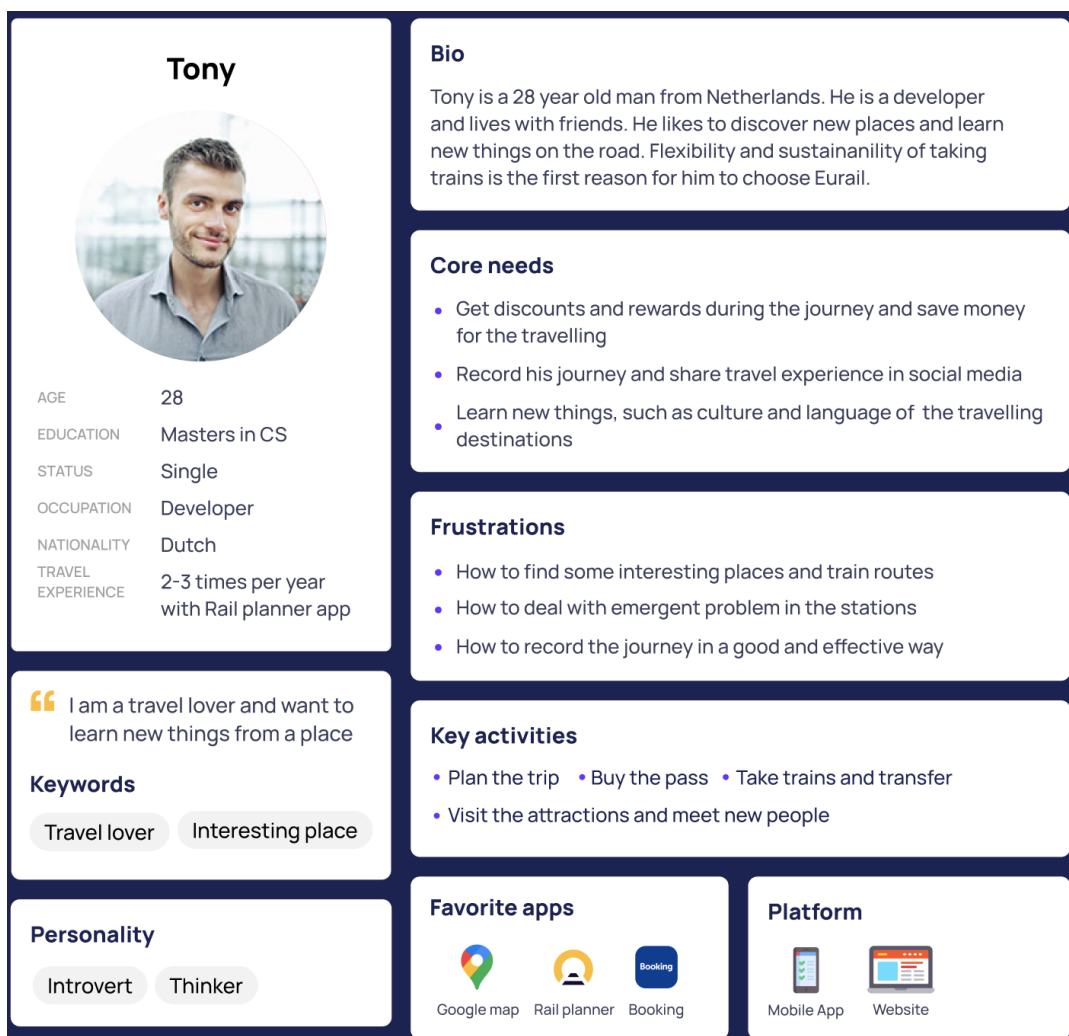 Tony
AGE 28
EDUCATION Masters in CS
STATUS Single
OCCUPATION Developer
NATIONALITY Dutch
TRAVEL
EXPERIENCE
2-3 times per year
with Rail planner app
“ I am a travel lover and want to
learn new things from a place
Keywords
Travel lover Interesting place
Personality
Introvert Thinker
Bio
Tony is a 28 year old man from Netherlands. He is a developer
and lives with friends. He likes to discover new places and learn
new things on the road. Flexibility and sustainanility of taking
trains is the first reason for him to choose Eurail.
Core needs
• Get discounts and rewards during the journey and save money
for the travelling
• Record his journey and share travel experience in social media
• Learn new things, such as culture and language of  the travelling
destinations
Frustrations
• How to find some interesting places and train routes
• How to deal with emergent problem in the stations
• How to record the journey in a good and effective way
Key activities
• Plan the trip • Buy the pass • Take trains and transfer
• Visit the attractions and meet new people
Favorite apps
Booking
Google map Rail planner Booking
Platform
Mobile App Website